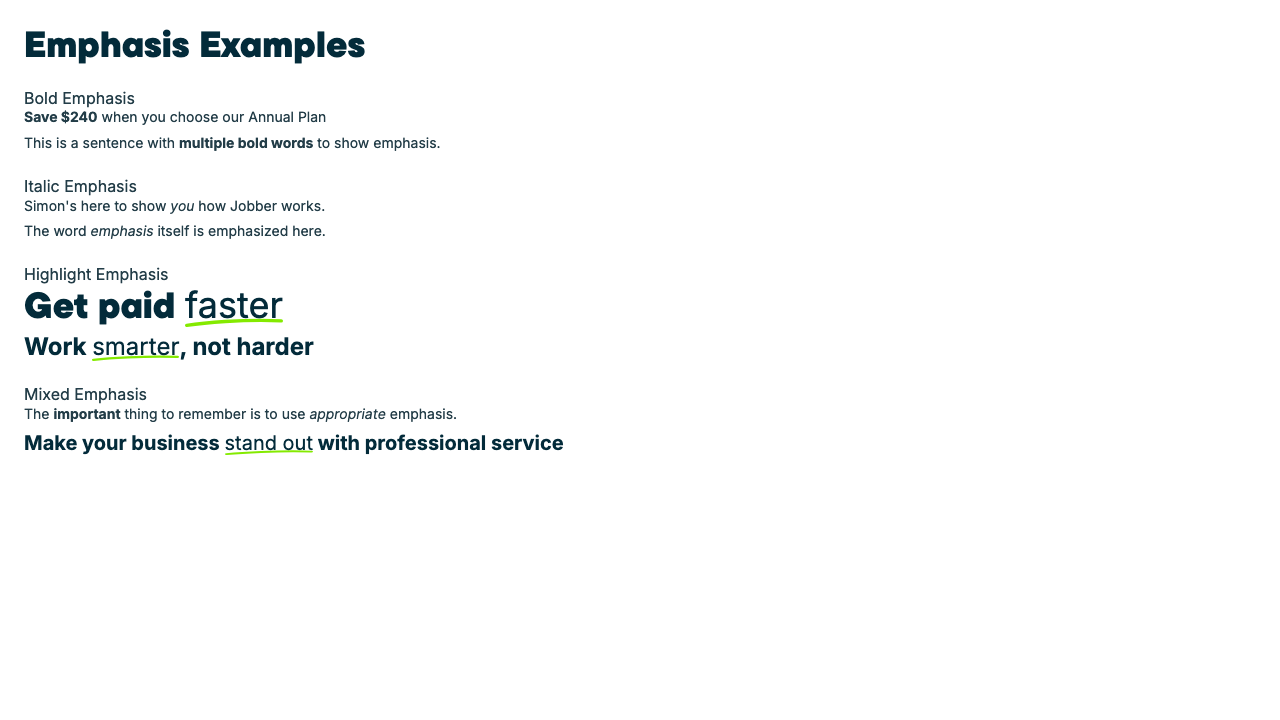 Emphasis Examples
Bold Emphasis
Save $240 when you choose our Annual Plan
This is a sentence with multiple bold words to show emphasis.
Italic Emphasis
Simon's here to show you how Jobber works.
The word emphasis itself is emphasized here.
Highlight Emphasis
Get paid faster
Work smarter, not harder
Mixed Emphasis
The important thing to remember is to use appropriate emphasis.
Make your business stand out with professional service